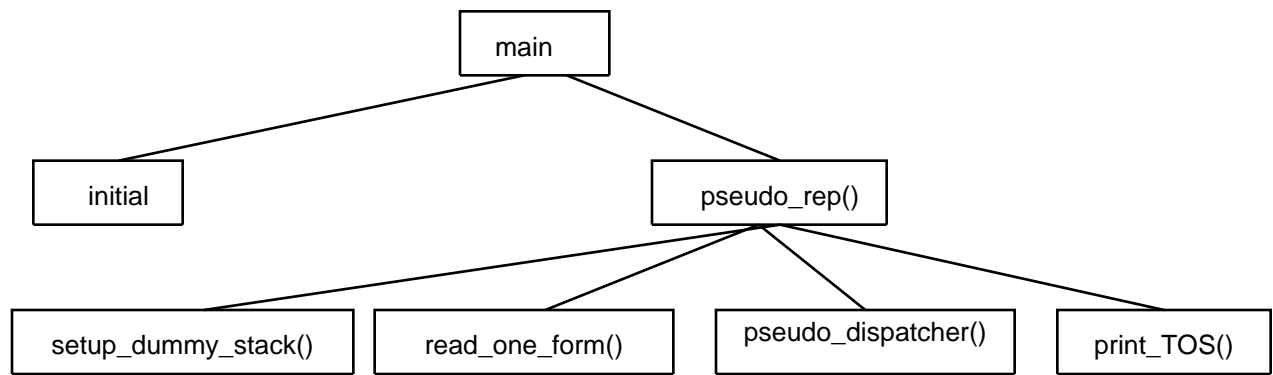 main
initial
pseudo_rep()
setup_dummy_stack()
read_one_form()
pseudo_dispatcher()
print_TOS()